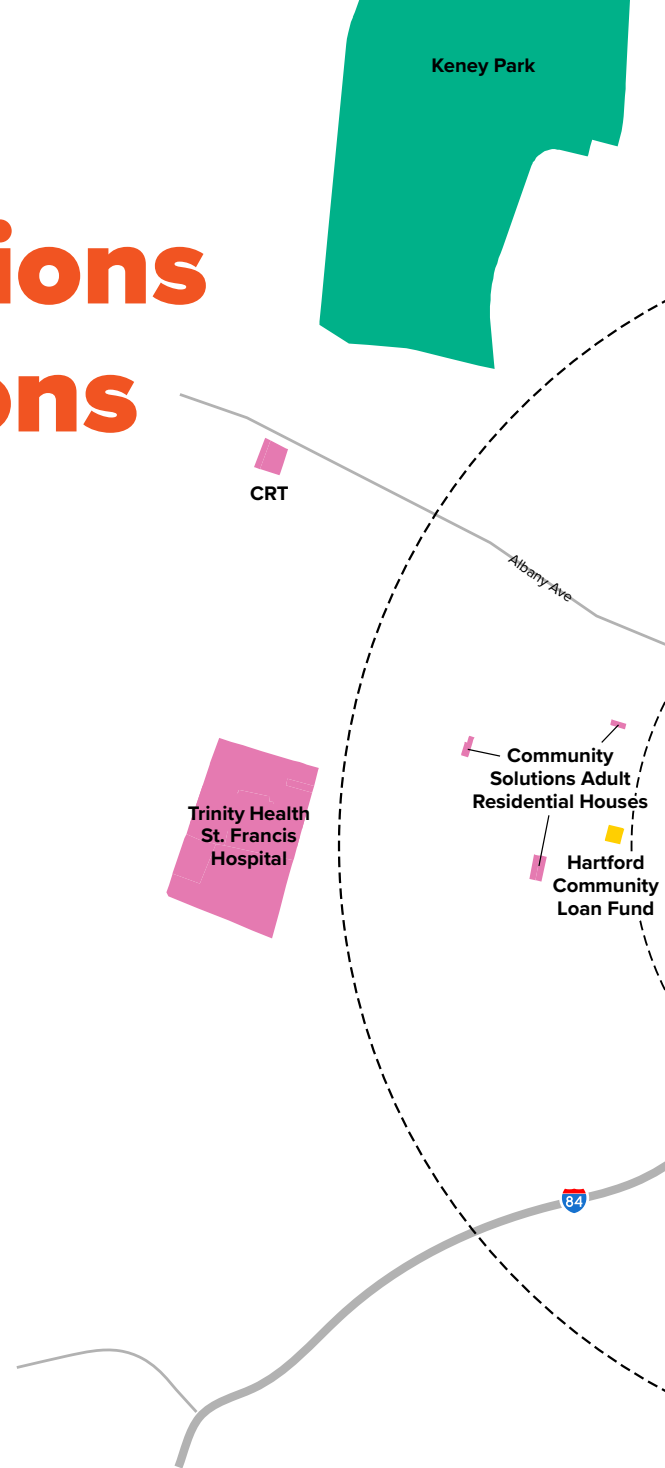 Keney Park
ions
ons
CRT
Albany Ave
Community
Solutions Adult
Residential Houses
Trinity Health
St. Francis
Hospital
Hartford
Community
Loan Fund
84